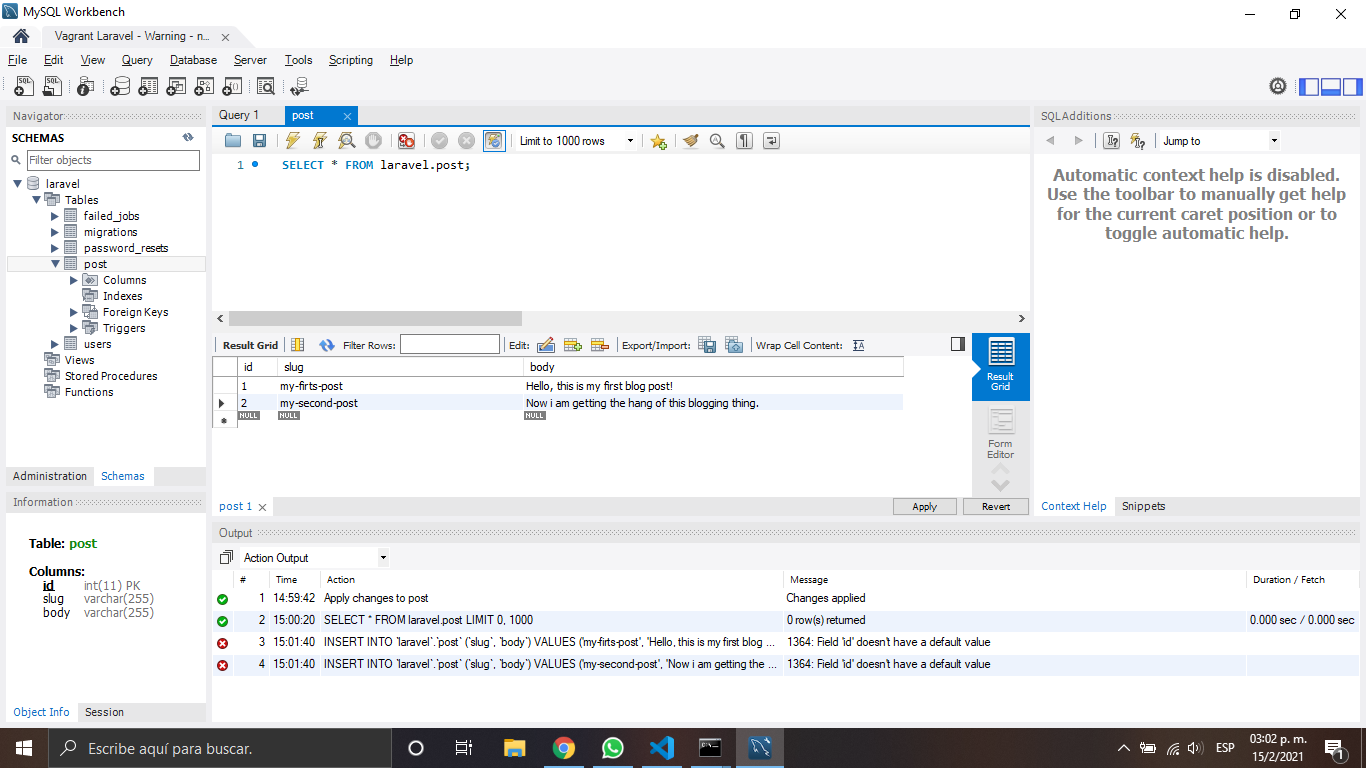 MySQL Workbench
Vagrant Laravel - Warning - n...
File Edit View Query Database Server Tools Scripting Help
Navigator
SCHEMAS
Filter objects
laravel
Tables
failed_jobs
migrations
password_resets
post
Columns
Indexes
Foreign Keys
Triggers
users
Views
Stored Procedures
Functions
Administration Schemas
Information
Table: post
Columns:
id int(11) PK
slug varchar(255)
body varchar(255)
Object Info Session
Query 1 post
Limit to 1000 rows
1 SELECT * FROM laravel.post;
Result Grid Filter Rows: Edit: Export/Import: Wrap Cell Content:
id slug body
1 my-firts-post Hello, this is my first blog post!
2 my-second-post Now i am getting the hang of this blogging thing.
NULL NULL NULL
Result Grid
Form Editor
post 1 Apply Revert
SQLAdditions
Jump to
Automatic context help is disabled.
Use the toolbar to manually get help
for the current caret position or to
toggle automatic help.
Context Help Snippets
Output
Action Output
# Time Action Message Duration / Fetch
1 14:59:42 Apply changes to post Changes applied
2 15:00:20 SELECT * FROM laravel.post LIMIT 0, 1000 0 row(s) returned 0.000 sec / 0.000 sec
3 15:01:40 INSERT INTO `laravel`.`post` (`slug`, `body`) VALUES ('my-firts-post', 'Hello, this is my first blog ... 1364: Field 'id' doesn't have a default value
4 15:01:40 INSERT INTO `laravel`.`post` (`slug`, `body`) VALUES ('my-second-post', 'Now i am getting the ... 1364: Field 'id' doesn't have a default value
Escribe aquí para buscar.
ESP
03:02 p. m.
15/2/2021
1